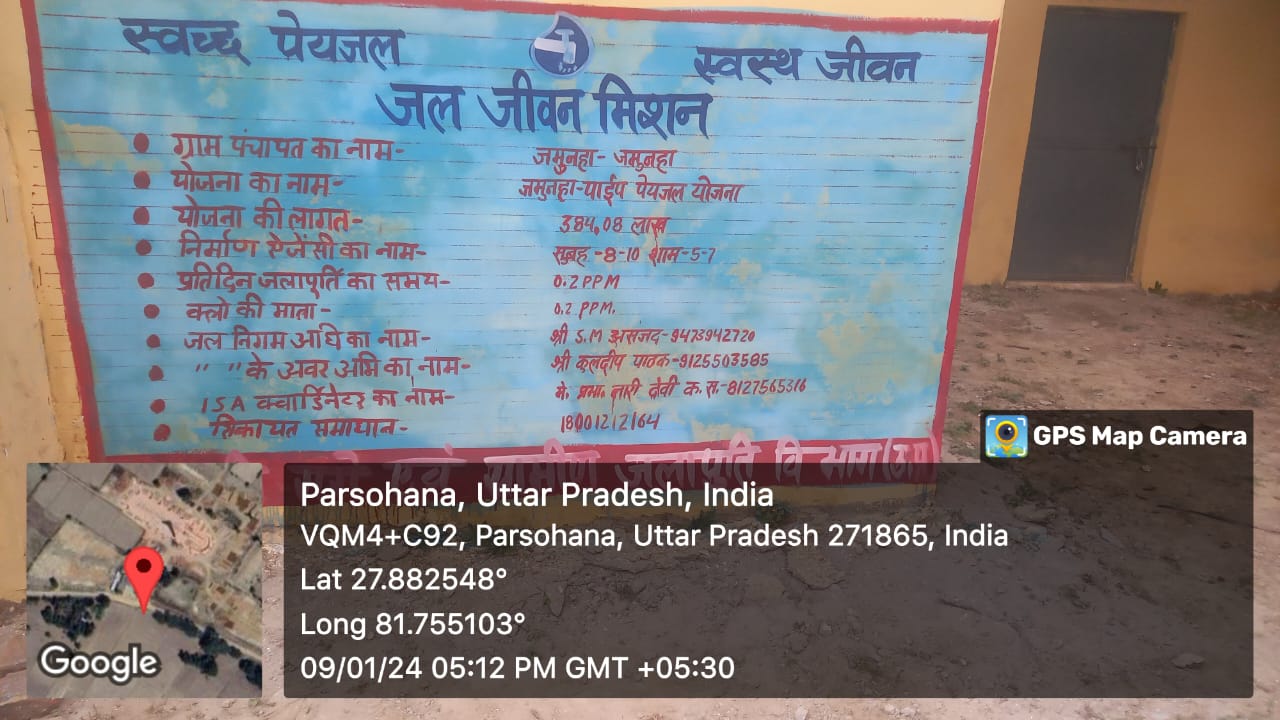 स्वच्छ पेयजल स्वस्थ जीवन
जल जीवन मिशन
ग्राम पंचायत का नाम- जमुनहा- जमुनहा
योजना का नाम- जमुनहा-पाईप पेयजल योजना
योजना की लागत- 384,08 लाख
निर्माण ऐजेंसी का नाम- सुबह -8-10 शाम-5-7
प्रतिदिन जलापूर्ति का समय- 0.2 PPM
क्लो की माता- 0.2 PPM.
जल निगम अधि का नाम- श्री S.M असजद-9473942720
" " के अवर अभि का नाम- श्री कुलदीप पाठक-9125503585
ISA क्वार्डिनेटर का नाम- मे. प्रभा. नारी देवी क.स.-8127565316
शिकायत समाधान- 18001212164
एवं ग्रामीण जलापूर्ति विभाग(उ.प्र)
GPS Map Camera
Parsohana, Uttar Pradesh, India
VQM4+C92, Parsohana, Uttar Pradesh 271865, India
Lat 27.882548°
Long 81.755103°
09/01/24 05:12 PM GMT +05:30
Google